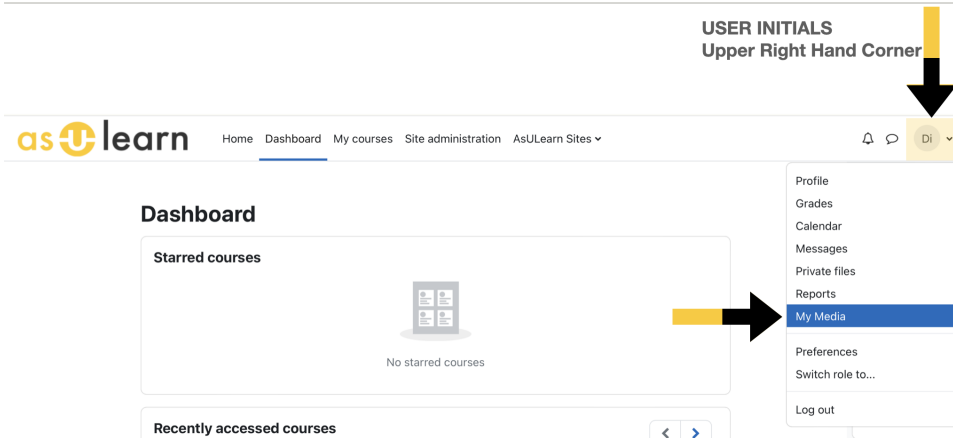 USER INITIALS
Upper Right Hand Corner
asUlearn
Home Dashboard My courses Site administration AsULearn Sites
Di
Profile
Grades
Calendar
Messages
Private files
Reports
My Media
Preferences
Switch role to...
Log out
Dashboard
Starred courses
No starred courses
Recently accessed courses